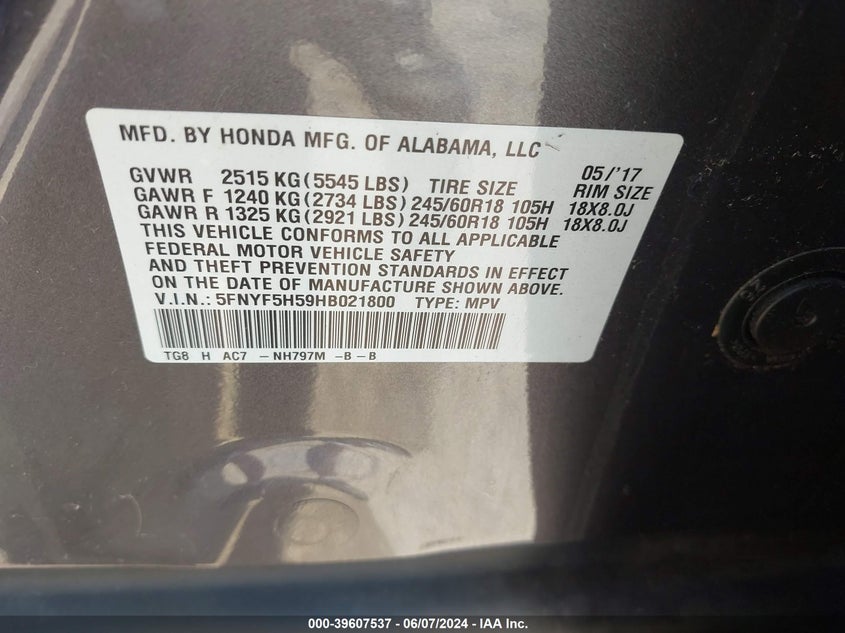 MFD. BY HONDA MFG. OF ALABAMA, LLC 05/'17
GVWR 2515 KG(5545 LBS) TIRE SIZE RIM SIZE
GAWR F 1240 KG(2734 LBS) 245/60R18 105H 18X8.0J
GAWR R 1325 KG(2921 LBS) 245/60R18 105H 18X8.0J
THIS VEHICLE CONFORMS TO ALL APPLICABLE
FEDERAL MOTOR VEHICLE SAFETY
AND THEFT PREVENTION STANDARDS IN EFFECT
ON THE DATE OF MANUFACTURE SHOWN ABOVE.
V.I.N.: 5FNYF5H59HB021800 TYPE: MPV
TG8 H AC7 -NH797M -B-B
000-39607537 - 06/07/2024 - IAA Inc.